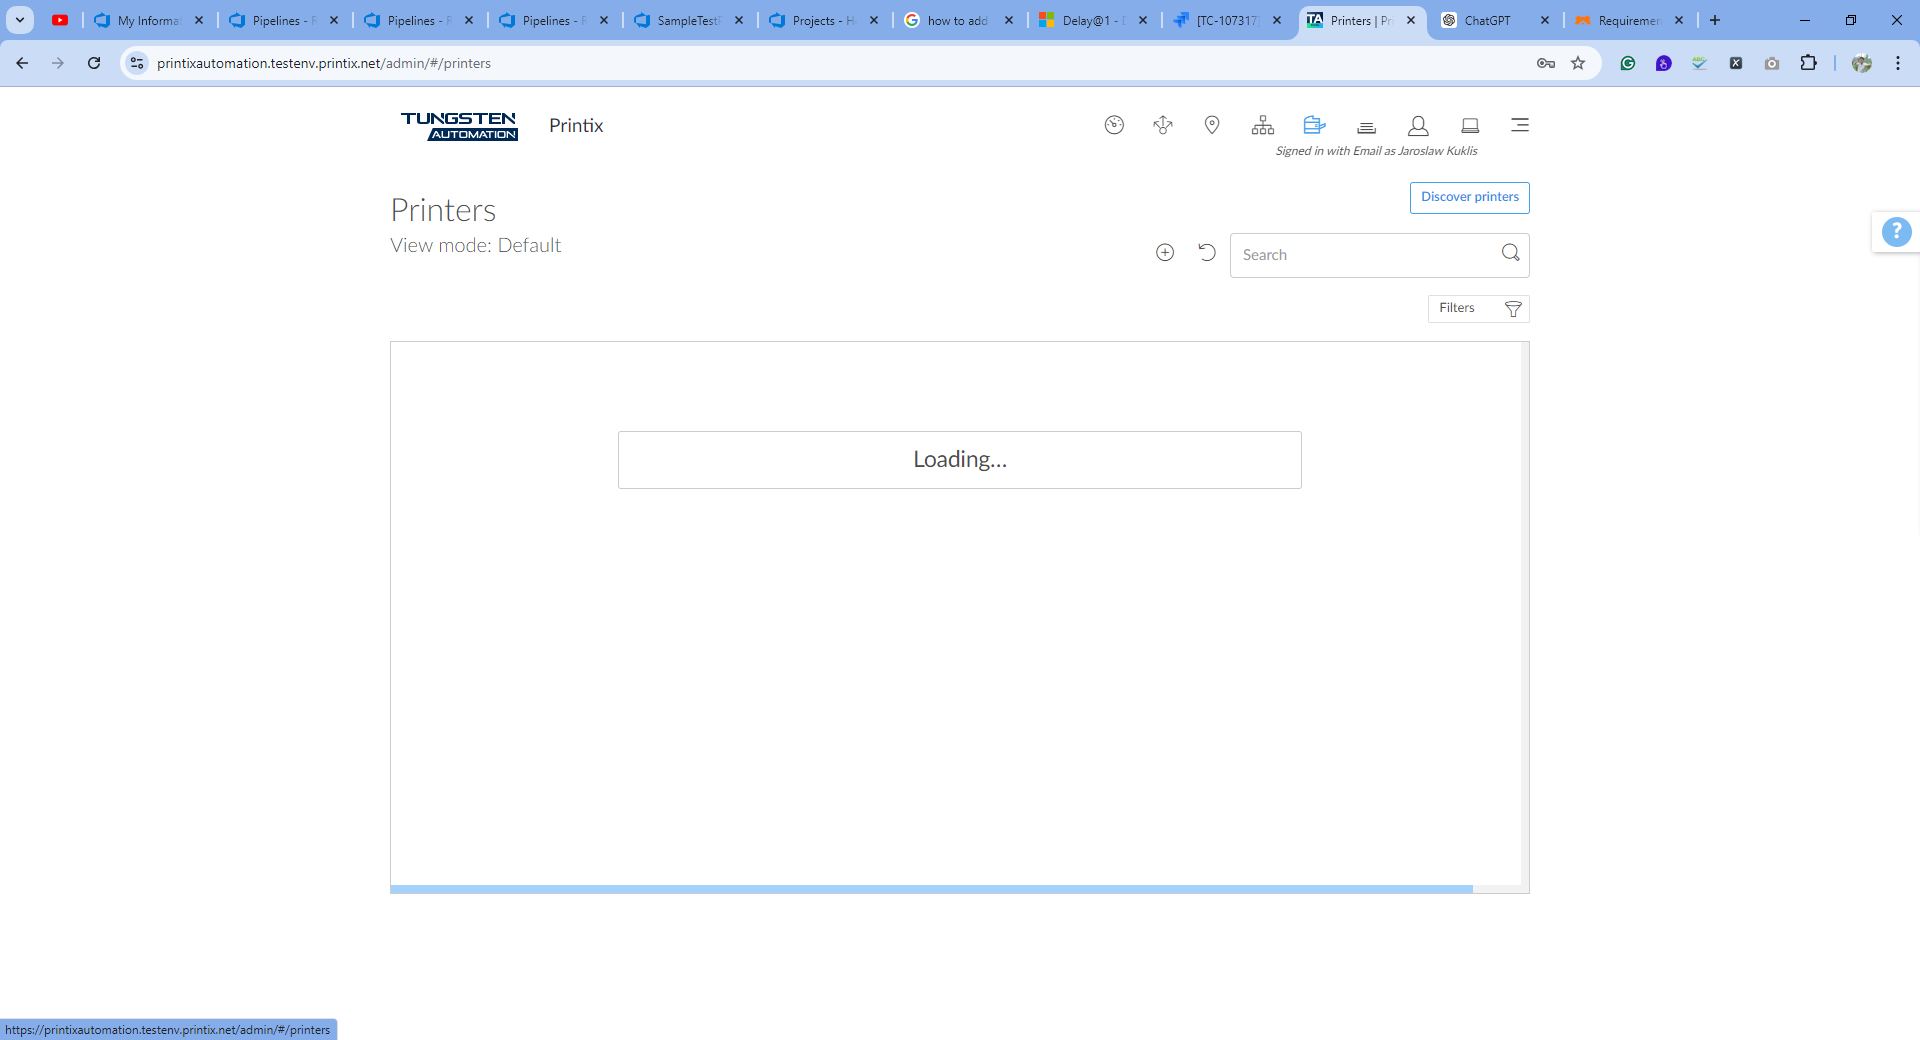 My Informa
Pipelines - R
Pipelines - R
Pipelines - R
SampleTest
Projects - H
how to add
Delay@1 -
[TC-107317]
Printers | Pri
ChatGPT
Requiremen
printixautomation.testenv.printix.net/admin/#/printers
TUNGSTEN
AUTOMATION
Printix
Signed in with Email as Jaroslaw Kuklis
Discover printers
Printers
View mode: Default
Search
Filters
?
Loading...
https://printixautomation.testenv.printix.net/admin/#/printers